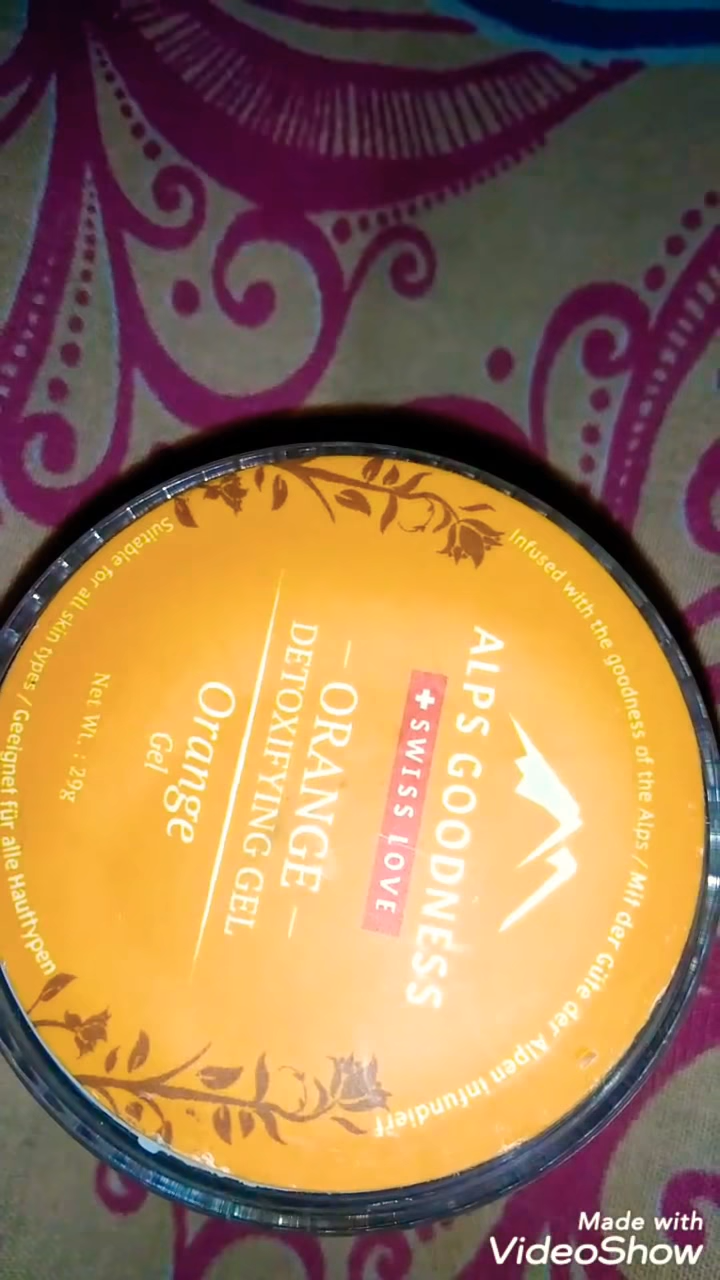 Infused with the goodness of the Alps / Mit der Güte der Alpen infundiert
ALPS GOODNESS
+ SWISS LOVE
– ORANGE –
DETOXIFYING GEL
Orange
Gel
Net Wt. : 29g
Suitable for all skin types / Geeignet für alle Hauttypen
Made with
VideoShow